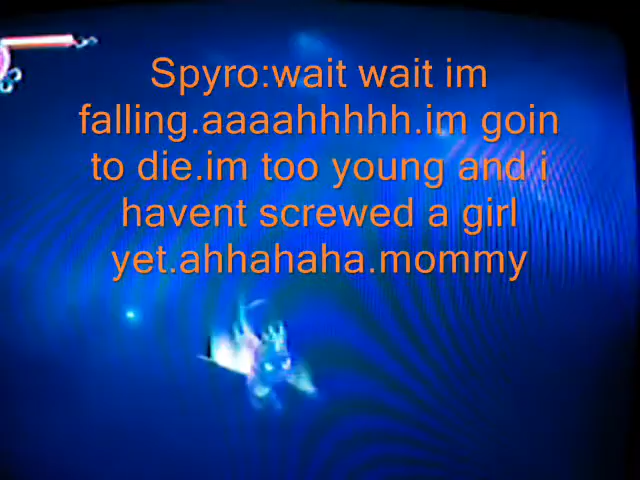 Spyro:wait wait im
falling.aaaahhhhh.im goin
to die.im too young and i
havent screwed a girl
yet.ahhahaha.mommy